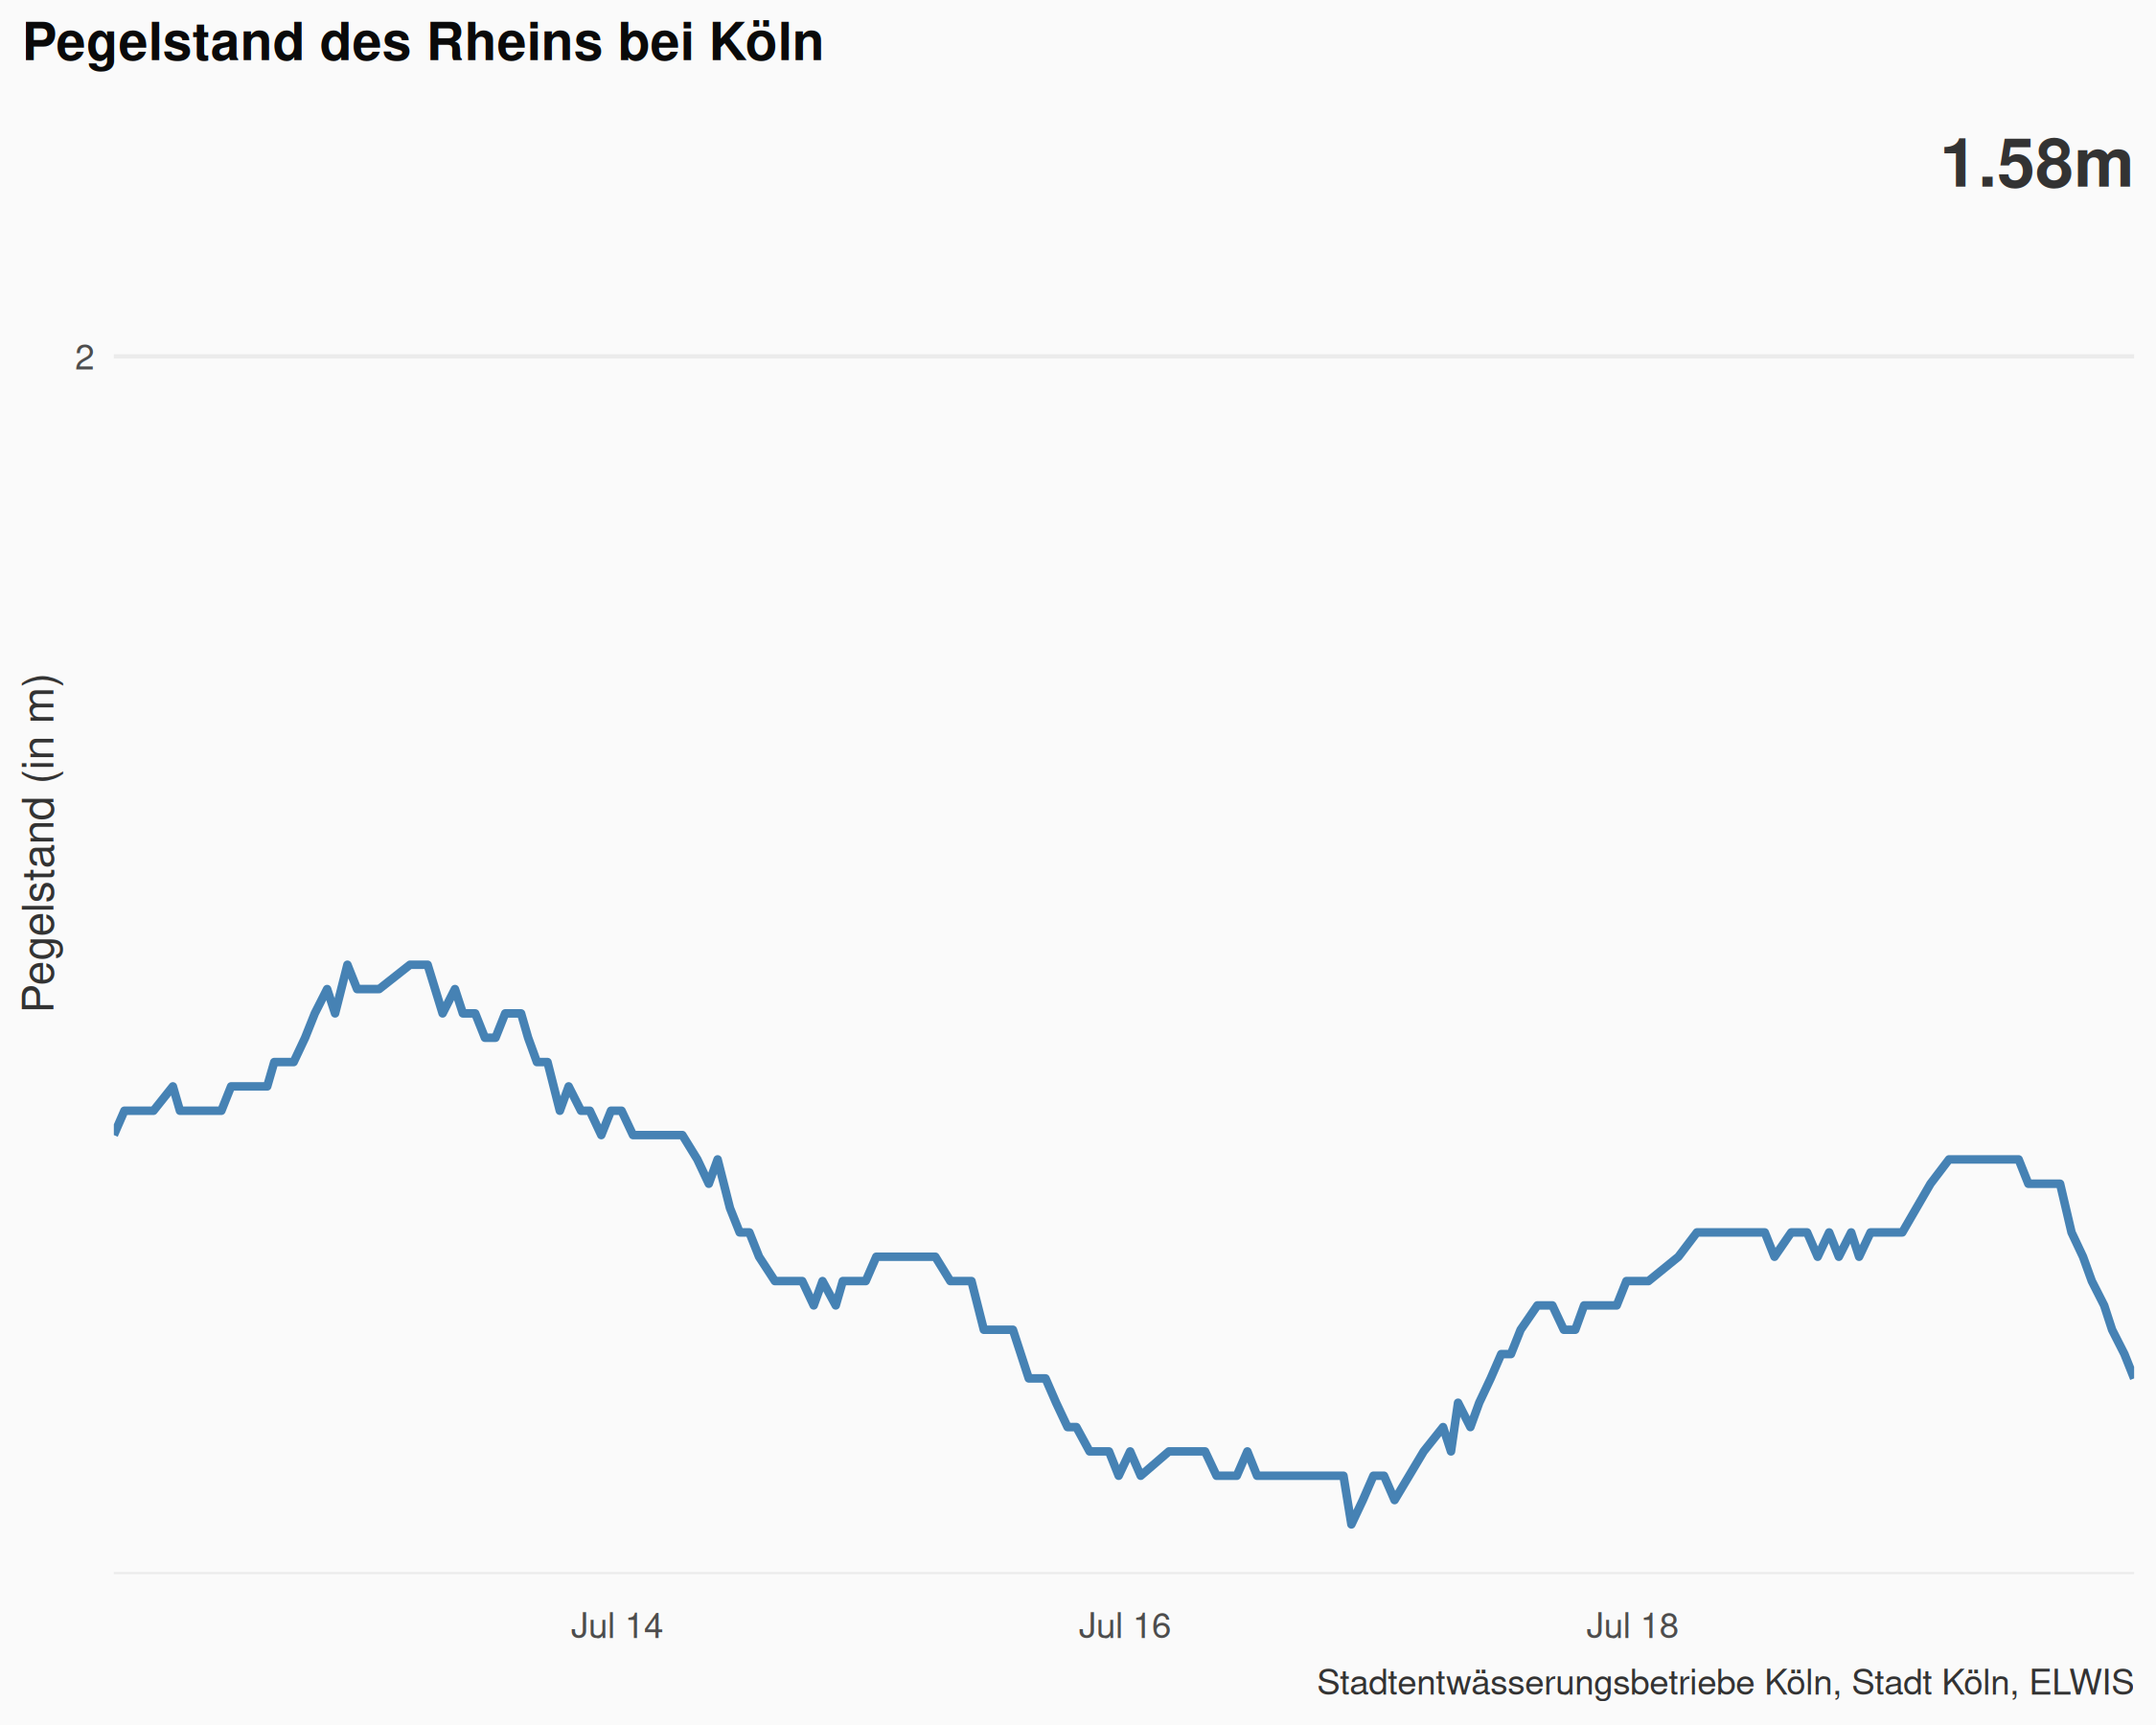 Pegelstand des Rheins bei Köln
1.58m
2
Pegelstand (in m)
Jul 14
Jul 16
Jul 18
Stadtentwässerungsbetriebe Köln, Stadt Köln, ELWIS